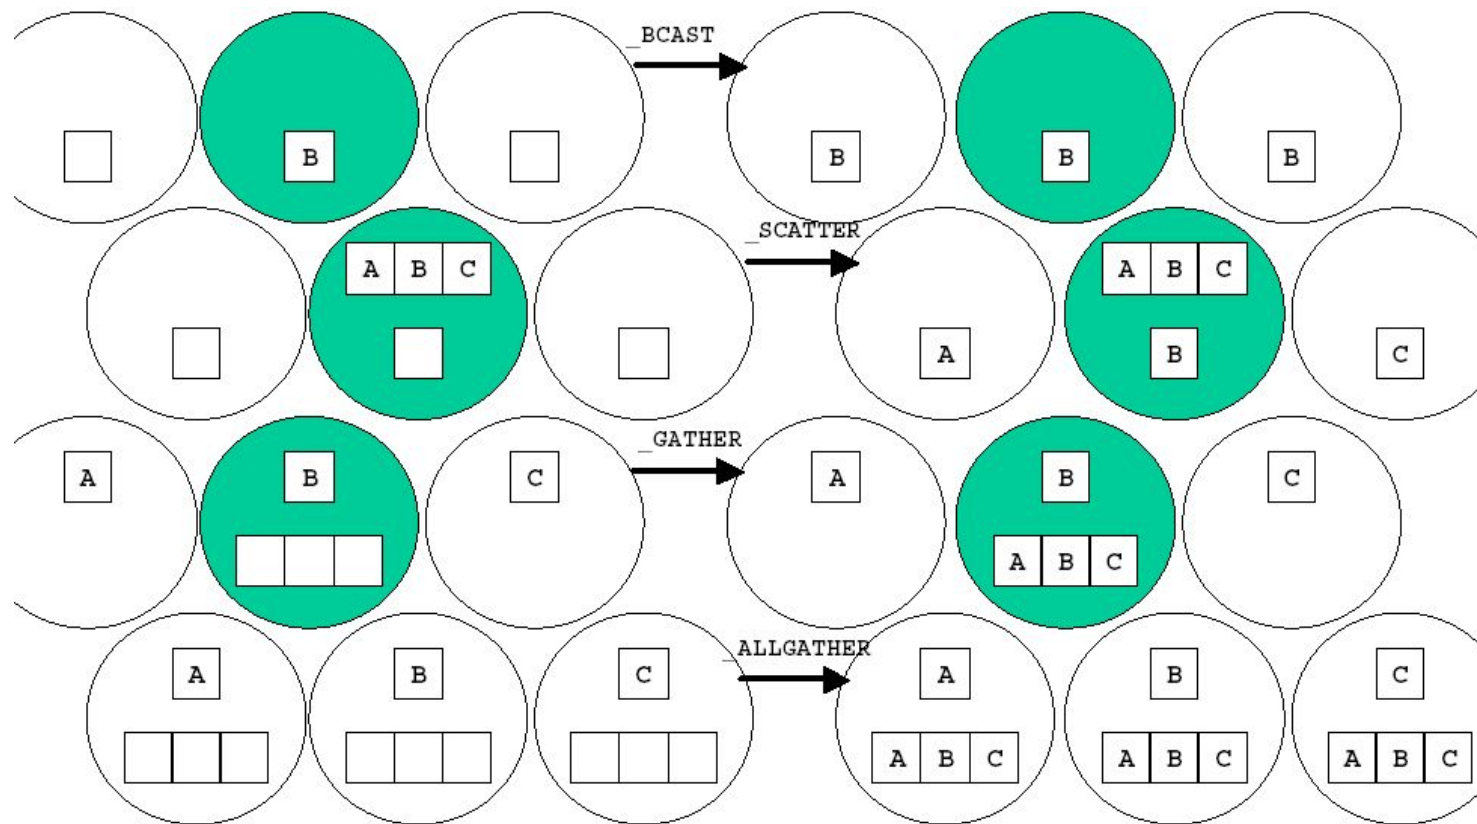 _BCAST
B B B B
_SCATTER
A B C A B C
A B C
_GATHER
A B C A B C
A B C
_ALLGATHER
A B C A B C
A B C A B C A B C